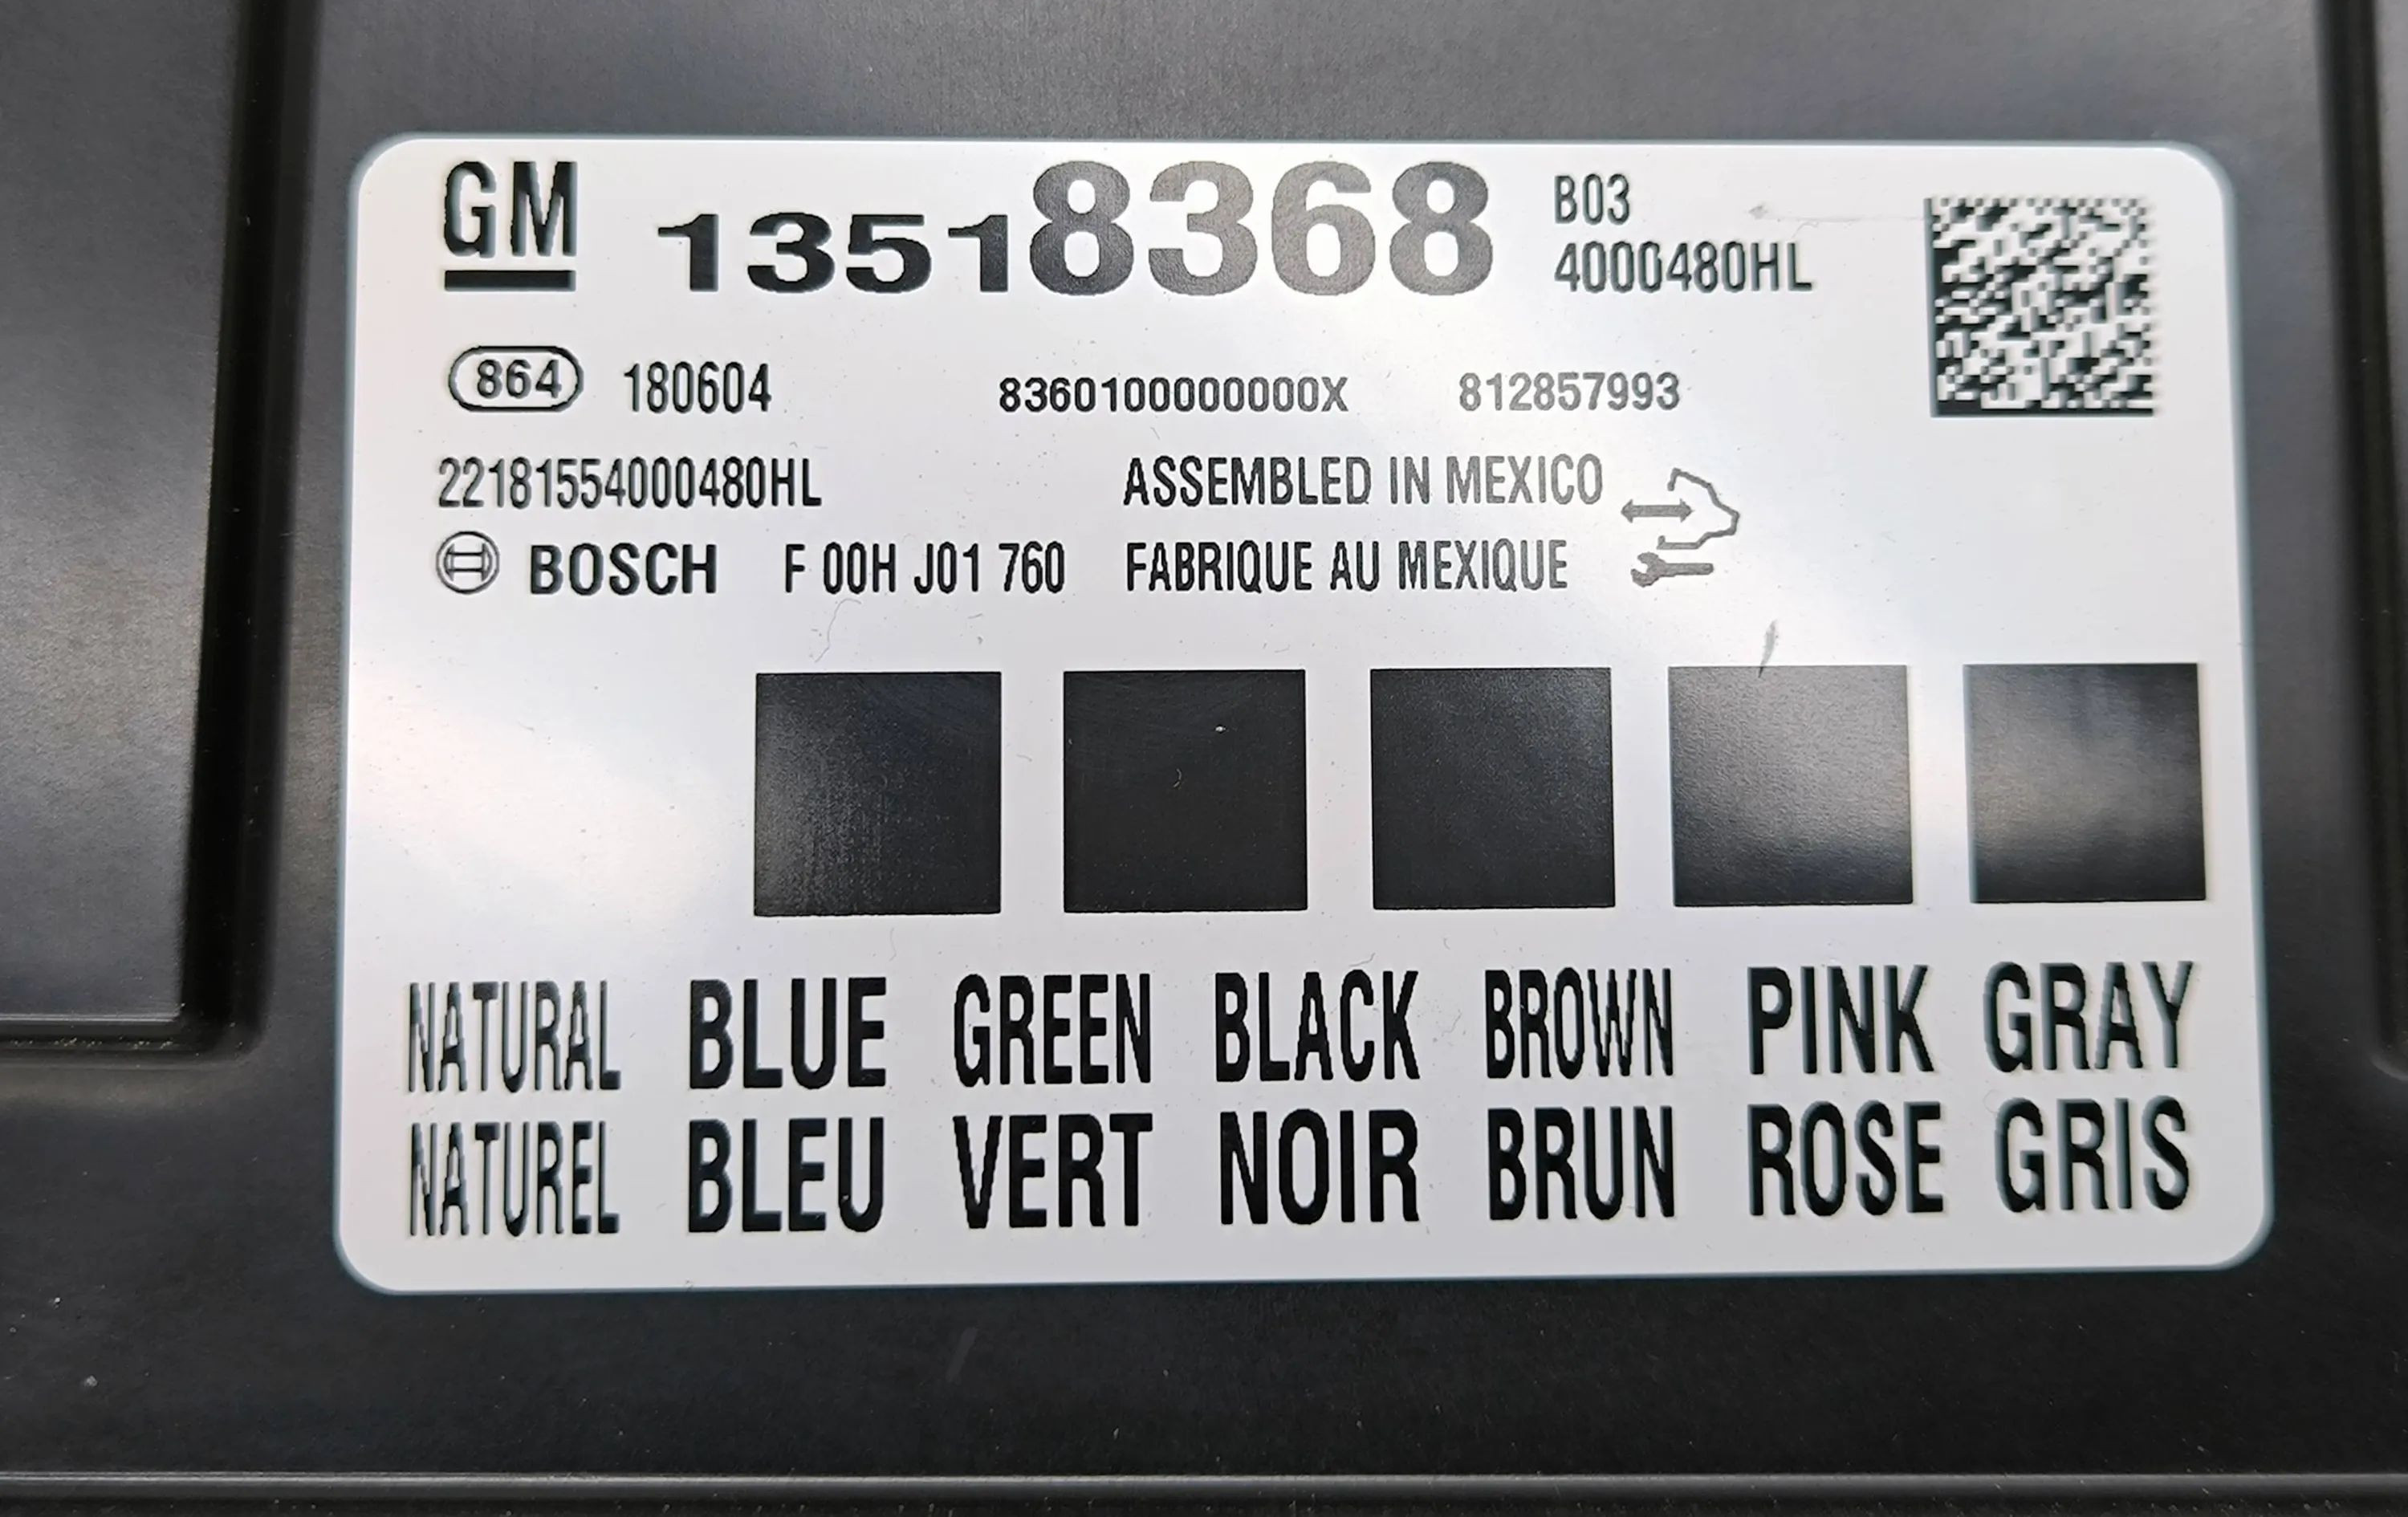 GM 13518368 B03
4000480HL
864 180604 8360100000000X 812857993
22181554000480HL ASSEMBLED IN MEXICO
BOSCH F 00H J01 760 FABRIQUE AU MEXIQUE
NATURAL BLUE GREEN BLACK BROWN PINK GRAY
NATUREL BLEU VERT NOIR BRUN ROSE GRIS